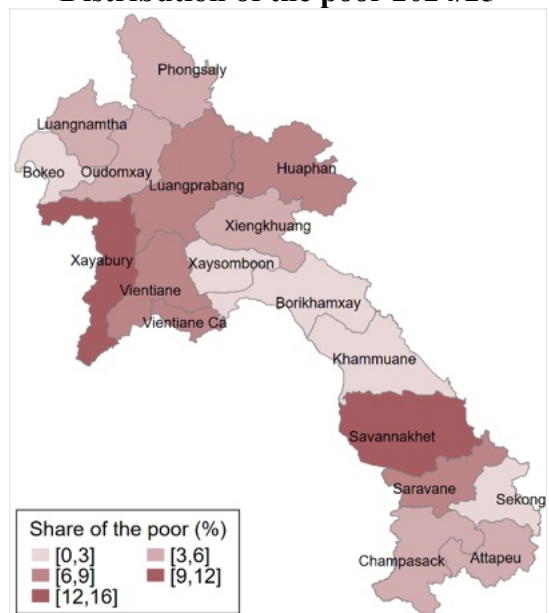 Distribution of the poor 2024/25
Phongsaly
Luangnamtha
Bokeo
Oudomxay
Luangprabang
Huaphan
Xiengkhuang
Xayabury
Xaysomboon
Vientiane
Borikhamxay
Vientiane Cá
Khammuane
Savannakhet
Saravane
Sekong
Champasack
Attapeu
Share of the poor (%)
[0,3] [3,6]
[6,9] [9,12]
[12,16]